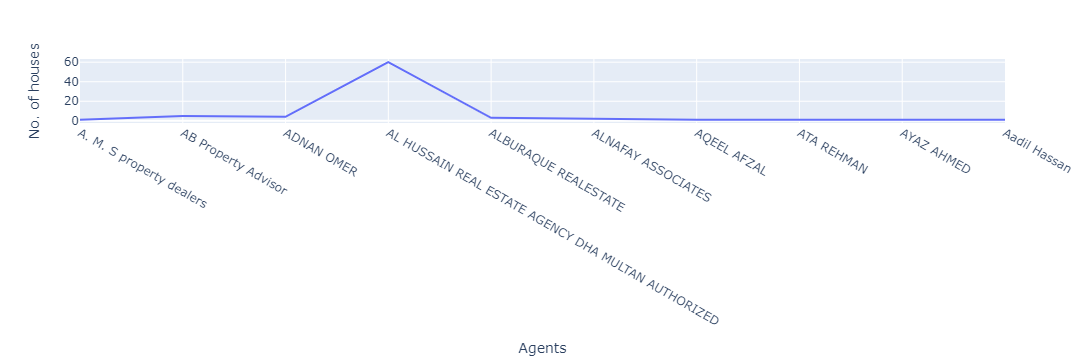 No. of houses
60
40
20
0
A. M. S property dealers
AB Property Advisor
ADNAN OMER
AL HUSSAIN REAL ESTATE AGENCY DHA MULTAN AUTHORIZED
ALBURAQUE REALESTATE
ALNAFAY ASSOCIATES
AQEEL AFZAL
ATA REHMAN
AYAZ AHMED
Aadil Hassan
Agents